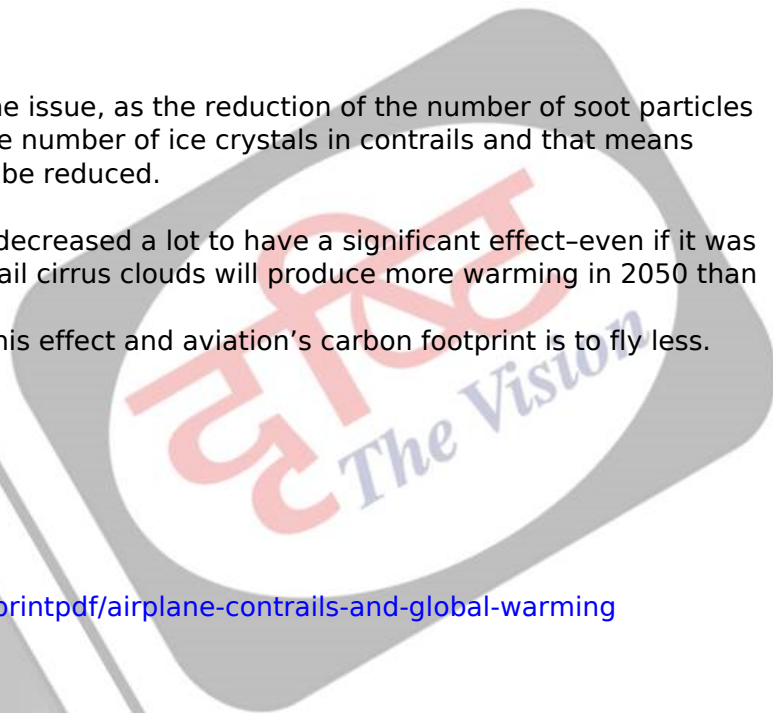 ne issue, as the reduction of the number of soot particles
e number of ice crystals in contrails and that means
be reduced.
decreased a lot to have a significant effect–even if it was
ail cirrus clouds will produce more warming in 2050 than
his effect and aviation’s carbon footprint is to fly less.
दृष्टि
The Vision
printpdf/airplane-contrails-and-global-warming